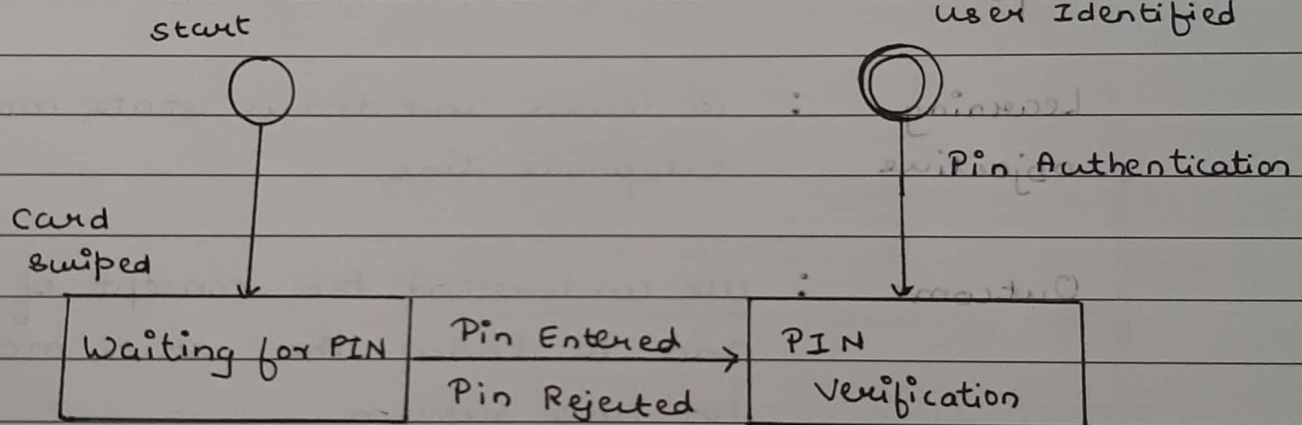 start
User Identified
Pin Authentication
Card
swiped
Waiting for PIN
Pin Entered
Pin Rejected
PIN
Verification